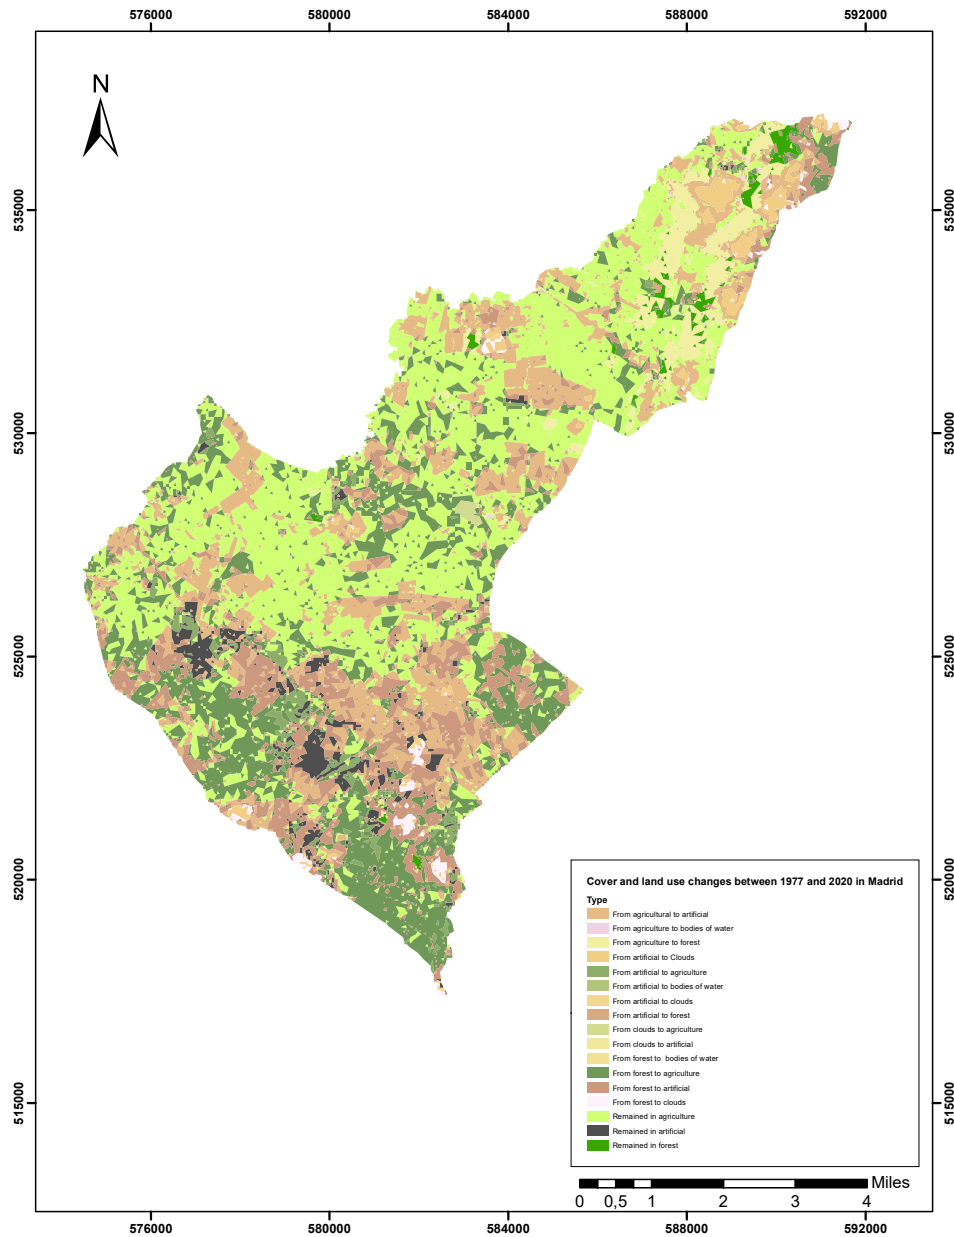 576000 580000 584000 588000 592000
N
535000 535000
530000 530000
525000 525000
520000 520000
515000 515000
Cover and land use changes between 1977 and 2020 in Madrid
Type
From agricultural to artificial
From agriculture to bodies of water
From agriculture to forest
From artificial to Clouds
From artificial to agriculture
From artificial to bodies of water
From artificial to clouds
From artificial to forest
From clouds to agriculture
From clouds to artificial
From forest to bodies of water
From forest to agriculture
From forest to artificial
From forest to clouds
Remained in agriculture
Remained in artificial
Remained in forest
Miles
0 0,5 1 2 3 4
576000 580000 584000 588000 592000